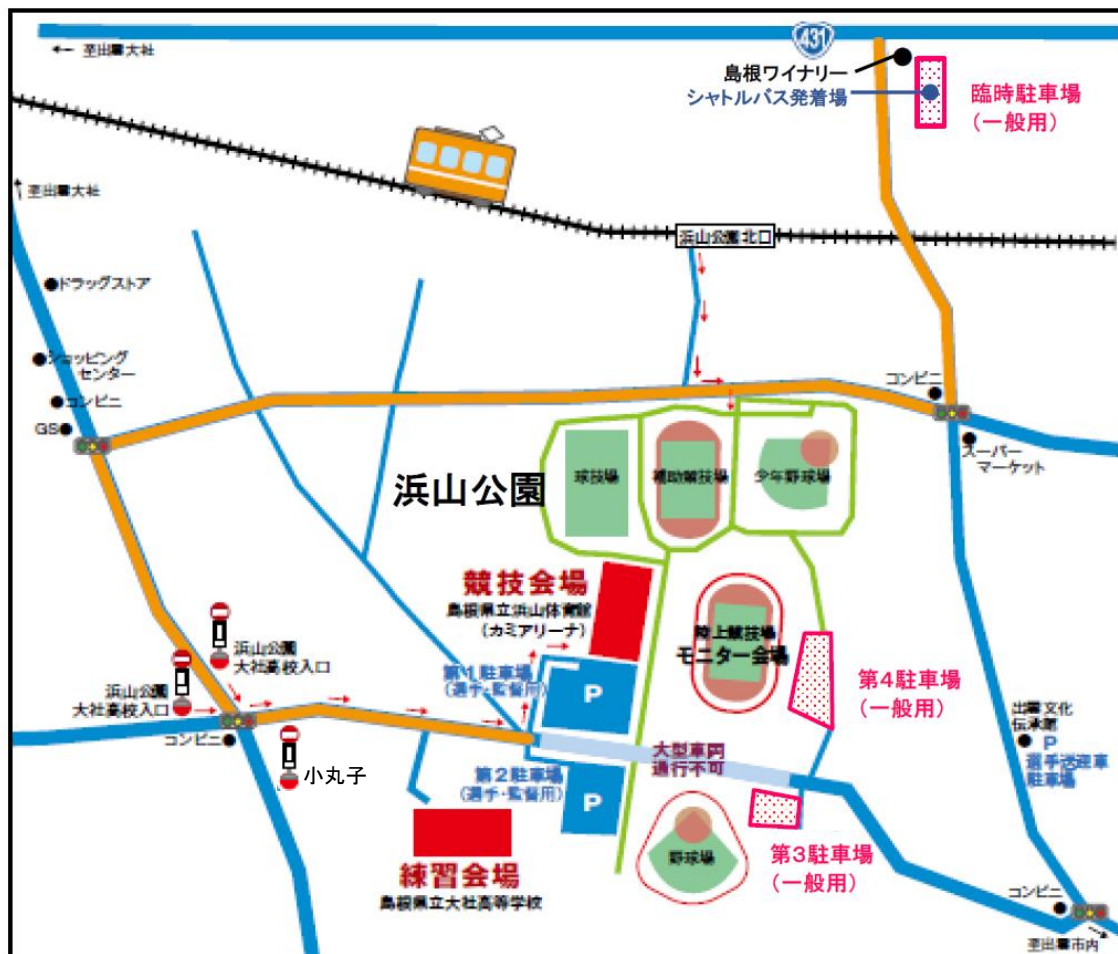 431
← 至出雲大社
島根ワイナリー
シャトルバス発着場
臨時駐車場
(一般用)
至出雲大社
浜山公園北口
ドラッグストア
ショッピング
センター
コンビニ
GS
コンビニ
スーパー
マーケット
浜山公園
球技場
補助競技場
少年野球場
競技会場
島根県立浜山体育館
(カミアリーナ)
陸上競技場
モニター会場
浜山公園
大社高校入口
浜山公園
大社高校入口
第1駐車場
(選手・監督用)
P
第4駐車場
(一般用)
出雲文化
伝承館
P
選手送迎車
駐車場
コンビニ
小丸子
大型車両
通行不可
第2駐車場
(選手・監督用)
P
練習会場
島根県立大社高等学校
野球場
第3駐車場
(一般用)
コンビニ
至出雲市内